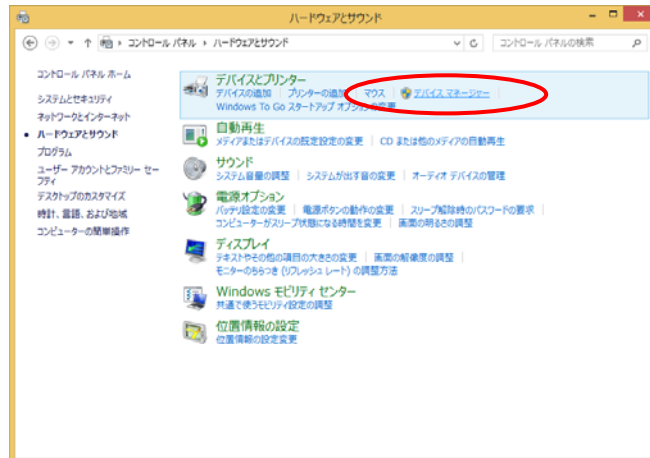 ハードウェアとサウンド
コントロール パネル › ハードウェアとサウンド
コントロール パネルの検索
コントロール パネル ホーム
システムとセキュリティ
ネットワークとインターネット
ハードウェアとサウンド
プログラム
ユーザー アカウントとファミリー セー
フティ
デスクトップのカスタマイズ
時計、言語、および地域
コンピューターの簡単操作
デバイスとプリンター
デバイスの追加 | プリンターの追加 | マウス | デバイス マネージャー
Windows To Go スタートアップ オプションの変更
自動再生
メディアまたはデバイスの既定設定の変更 | CD または他のメディアの自動再生
サウンド
システム音量の調整 | システムが出す音の変更 | オーディオ デバイスの管理
電源オプション
バッテリ設定の変更 | 電源ボタンの動作の変更 | スリープ解除時のパスワードの要求
コンピューターがスリープ状態になる時間を変更 | 画面の明るさの調整
ディスプレイ
テキストやその他の項目の大きさの変更 | 画面の解像度の調整
モニターのちらつき (リフレッシュ レート) の調整方法
Windows モビリティ センター
共通で使うモビリティ設定の調整
位置情報の設定
位置情報の設定変更